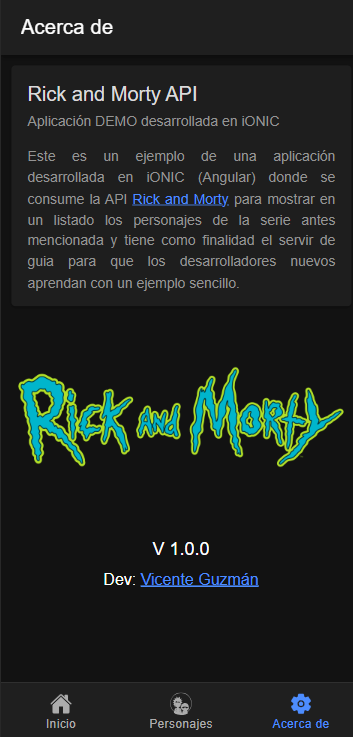 Acerca de
Rick and Morty API
Aplicación DEMO desarrollada en iONIC
Este es un ejemplo de una aplicación
desarrollada en iONIC (Angular) donde se
consume la API Rick and Morty para mostrar en
un listado los personajes de la serie antes
mencionada y tiene como finalidad el servir de
guia para que los desarrolladores nuevos
aprendan con un ejemplo sencillo.
Rick and Morty
V 1.0.0
Dev: Vicente Guzmán
Inicio Personajes Acerca de